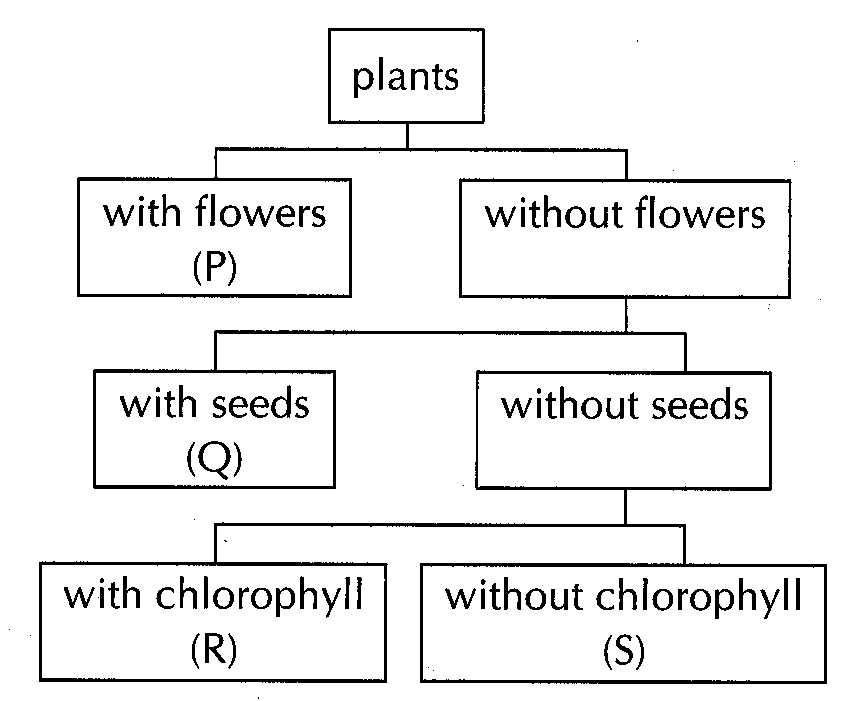 plants
with flowers
(P)
without flowers
with seeds
(Q)
without seeds
with chlorophyll
(R)
without chlorophyll
(S)